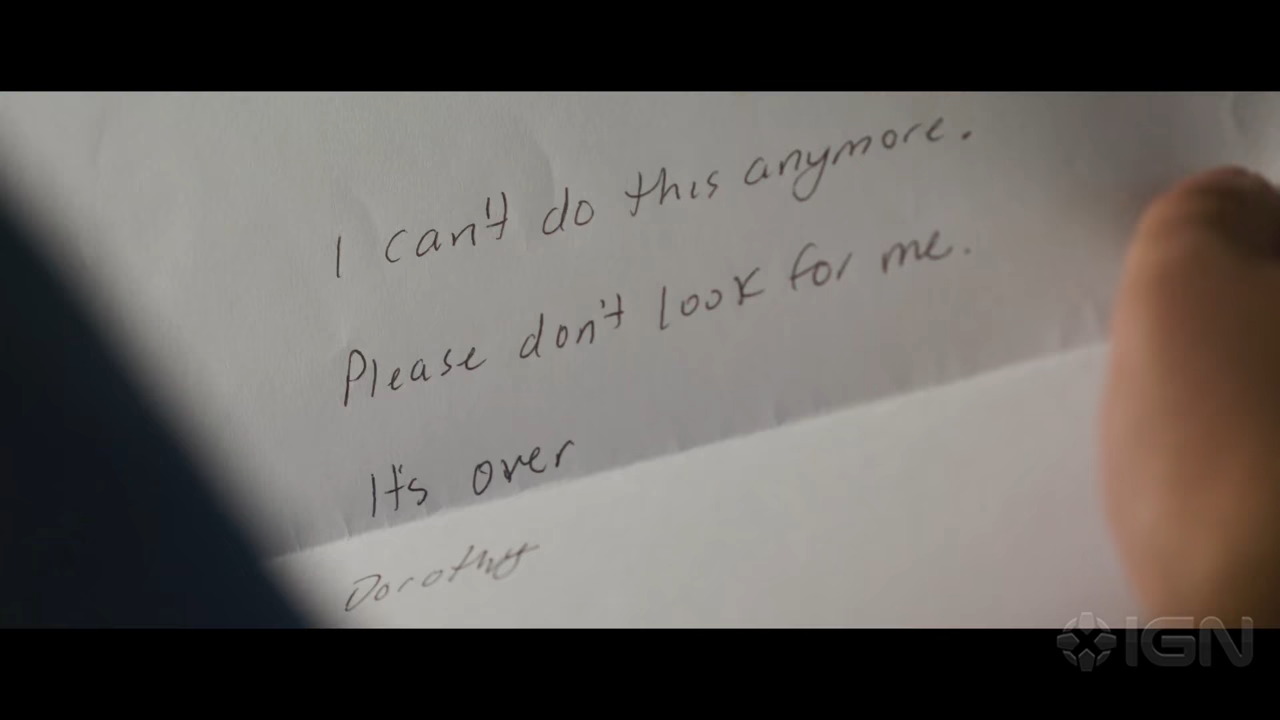 I can't do this anymore.
Please don't look for me.
It's over
Dorothy
IGN